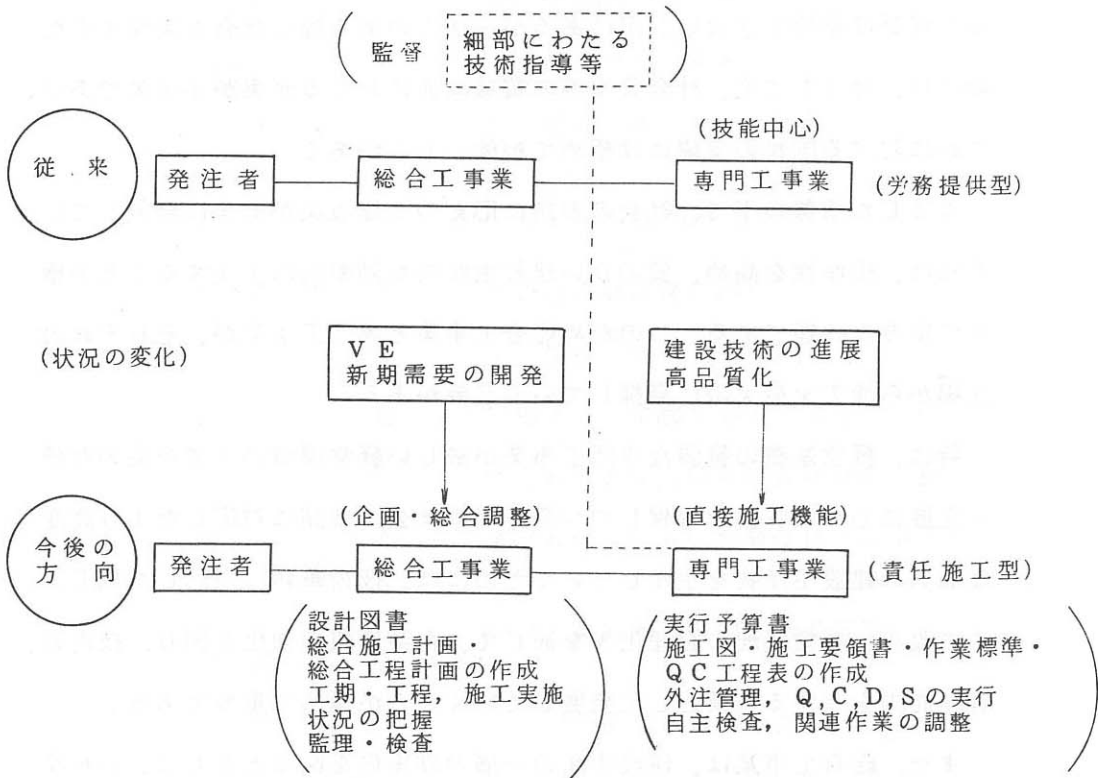 監督
細部にわたる
技術指導等
(技能中心)
従来
発注者
総合工事業
専門工事業
(労務提供型)
(状況の変化)
ＶＥ
新期需要の開発
建設技術の進展
高品質化
(企画・総合調整)
(直接施工機能)
今後の
方向
発注者
総合工事業
専門工事業
(責任施工型)
設計図書
総合施工計画・
総合工程計画の作成
工期・工程，施工実施
状況の把握
監理・検査
実行予算書
施工図・施工要領書・作業標準・
ＱＣ工程表の作成
外注管理，Ｑ,Ｃ,Ｄ,Ｓの実行
自主検査，関連作業の調整